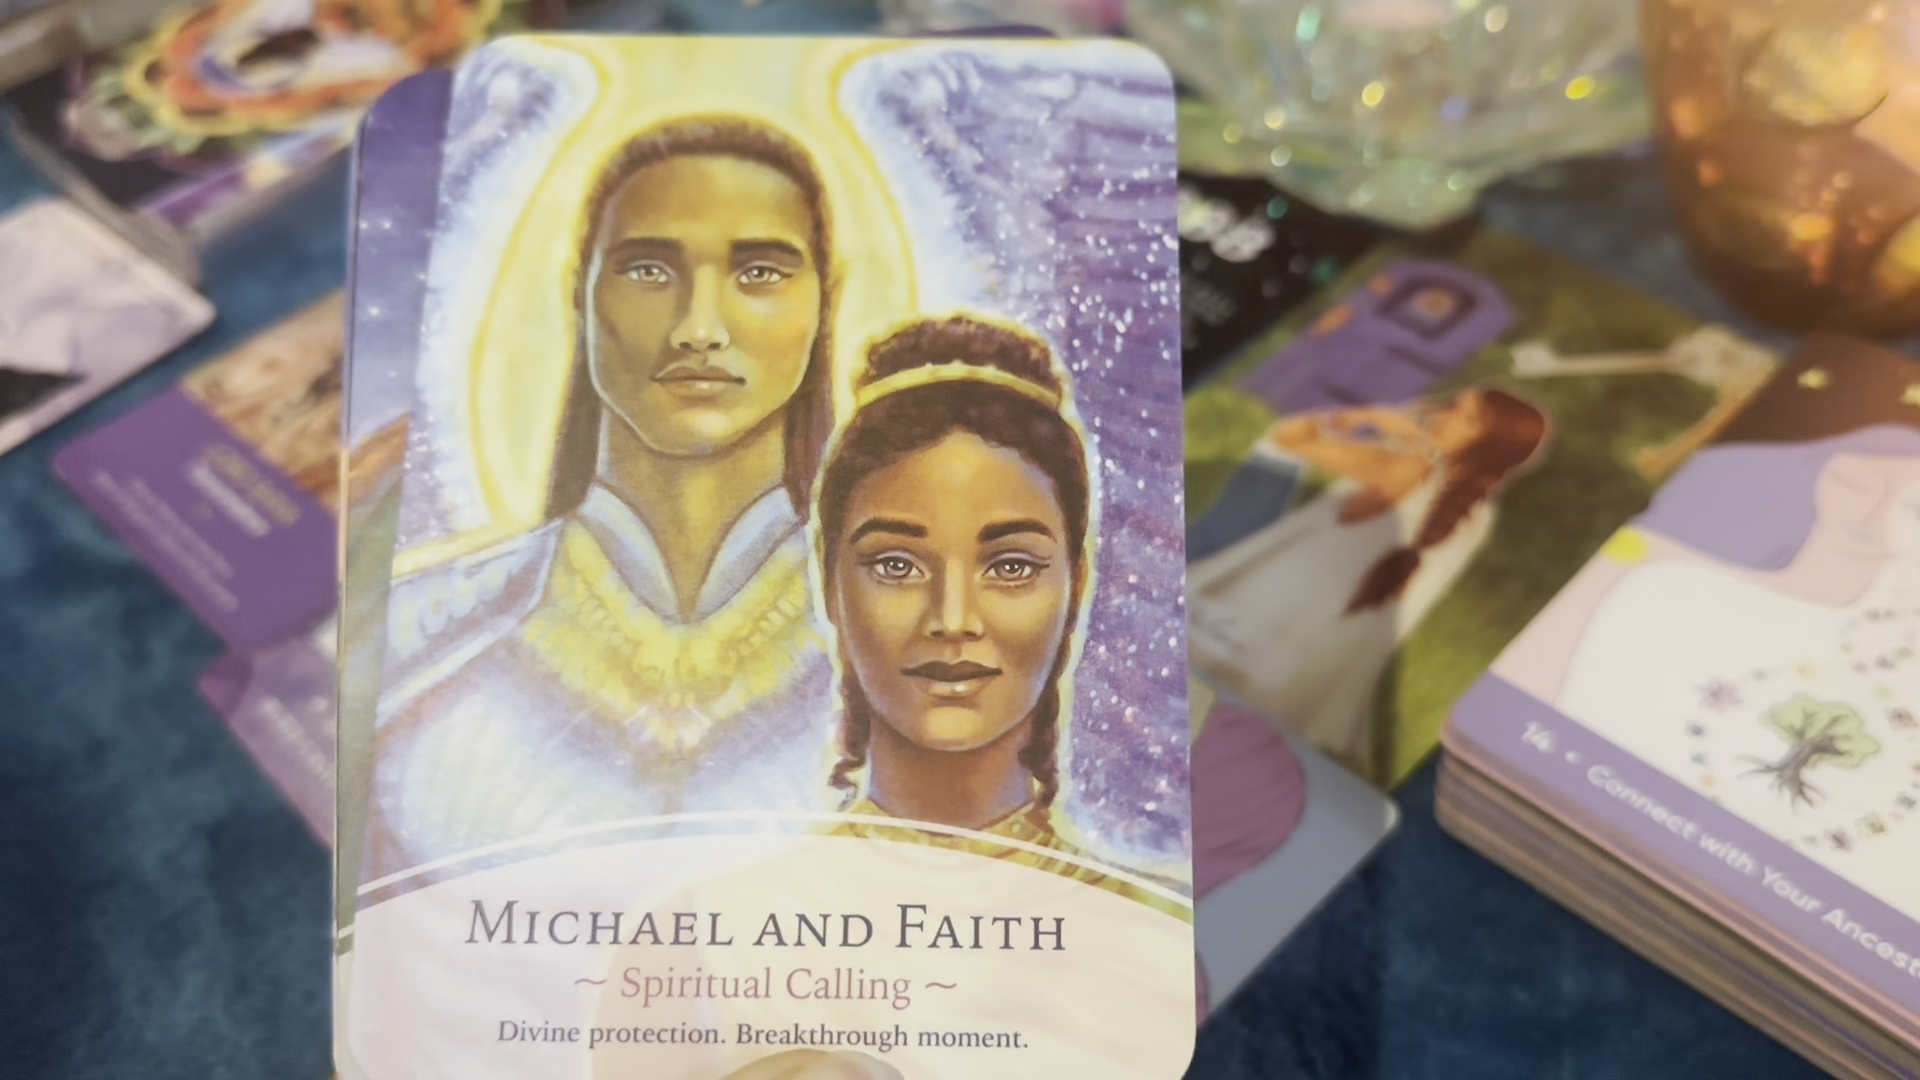 MICHAEL AND FAITH
~ Spiritual Calling ~
Divine protection. Breakthrough moment.
14 • Connect with Your Ancest